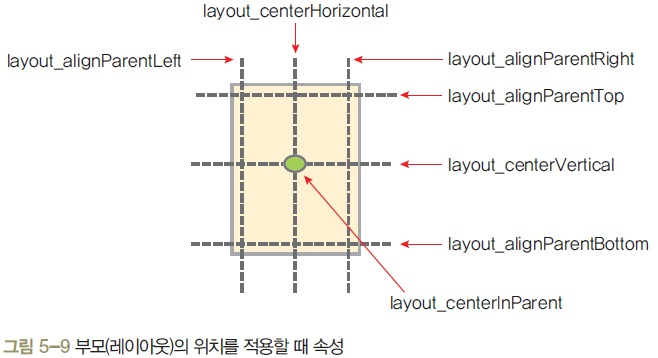 layout_centerHorizontal
layout_alignParentLeft
layout_alignParentRight
layout_alignParentTop
layout_centerVertical
layout_alignParentBottom
layout_centerInParent
그림 5-9 부모(레이아웃)의 위치를 적용할 때 속성